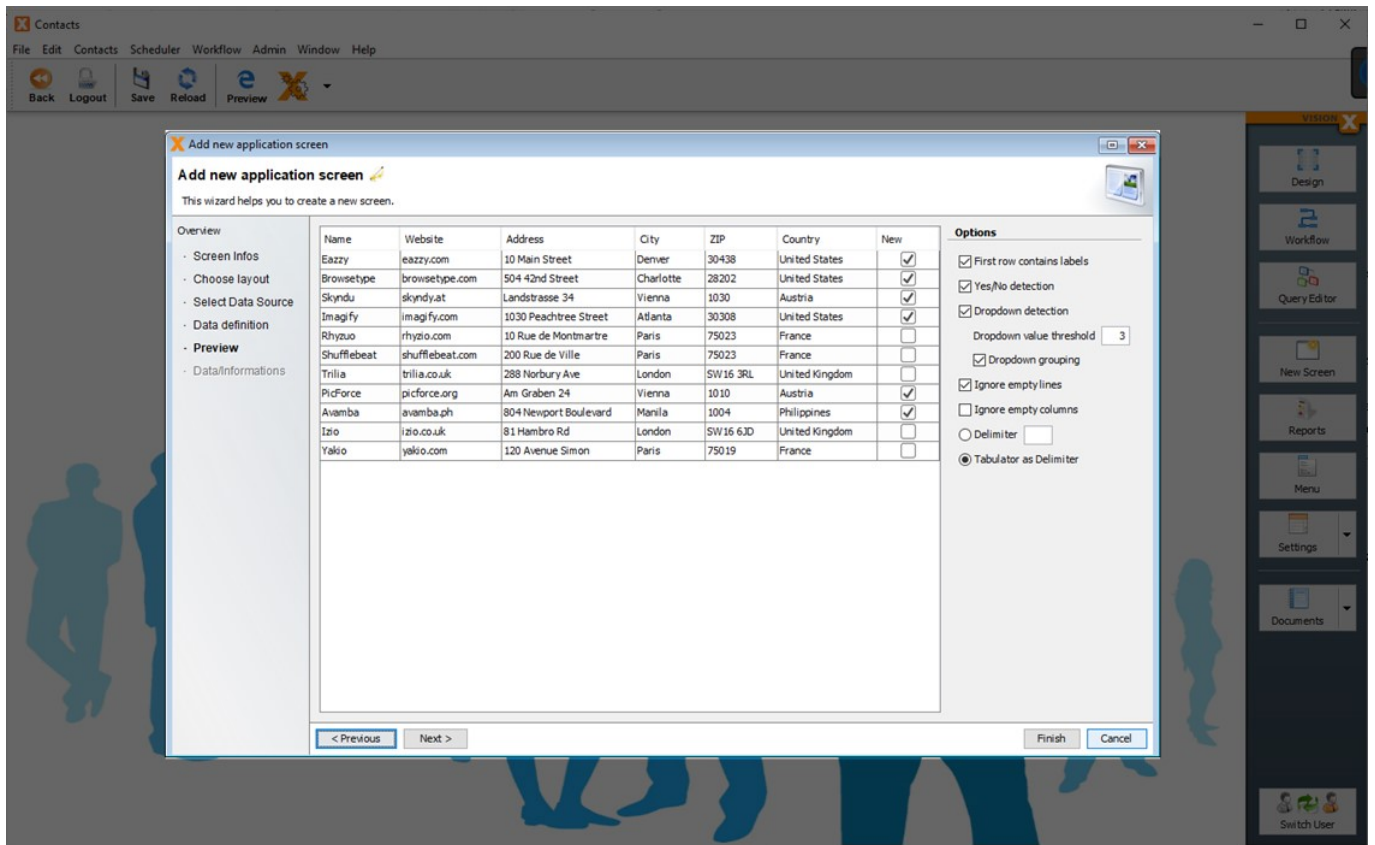 Contacts
File Edit Contacts Scheduler Workflow Admin Window Help
Back Logout Save Reload Preview
VISION X
Design
Workflow
Query Editor
New Screen
Reports
Menu
Settings
Documents
Switch User
Add new application screen
Add new application screen
This wizard helps you to create a new screen.
Overview
· Screen Infos
· Choose layout
· Select Data Source
· Data definition
· Preview
· Data/Informations
Name Website Address City ZIP Country New
Eazzy eazzy.com 10 Main Street Denver 30438 United States
Browsetype browsetype.com 504 42nd Street Charlotte 28202 United States
Skyndu skyndy.at Landstrasse 34 Vienna 1030 Austria
Imagify imagify.com 1030 Peachtree Street Atlanta 30308 United States
Rhyzuo rhyzio.com 10 Rue de Montmartre Paris 75023 France
Shufflebeat shufflebeat.com 200 Rue de Ville Paris 75023 France
Trilia trilia.co.uk 288 Norbury Ave London SW16 3RL United Kingdom
PicForce picforce.org Am Graben 24 Vienna 1010 Austria
Avamba avamba.ph 804 Newport Boulevard Manila 1004 Philippines
Izio izio.co.uk 81 Hambro Rd London SW16 6JD United Kingdom
Yakio yakio.com 120 Avenue Simon Paris 75019 France
Options
First row contains labels
Yes/No detection
Dropdown detection
Dropdown value threshold 3
Dropdown grouping
Ignore empty lines
Ignore empty columns
Delimiter
Tabulator as Delimiter
< Previous Next > Finish Cancel